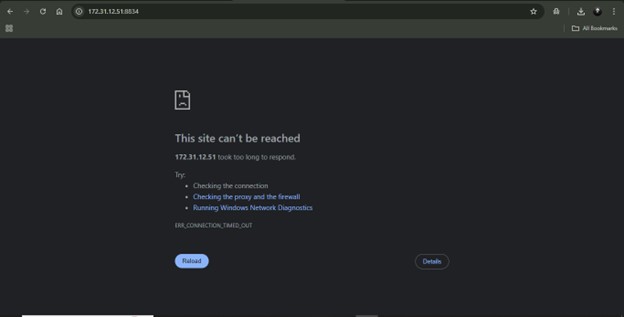 172.31.12.51:8834
All Bookmarks
This site can't be reached
172.31.12.51 took too long to respond.
Try:
Checking the connection
Checking the proxy and the firewall
Running Windows Network Diagnostics
ERR_CONNECTION_TIMED_OUT
Reload
Details